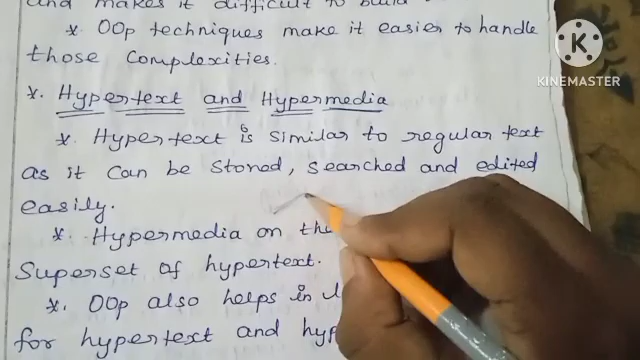 and makes it difficult to build
*. OOp techniques make it easier to handle
those Complexities.
*. Hypertext and Hypermedia
*. Hypertext is similar to regular text
as it can be stored, searched and edited
easily.
*. Hypermedia on the
Superset of hypertext.
*. OOp also helps in
for hypertext and hyp
KINEMASTER